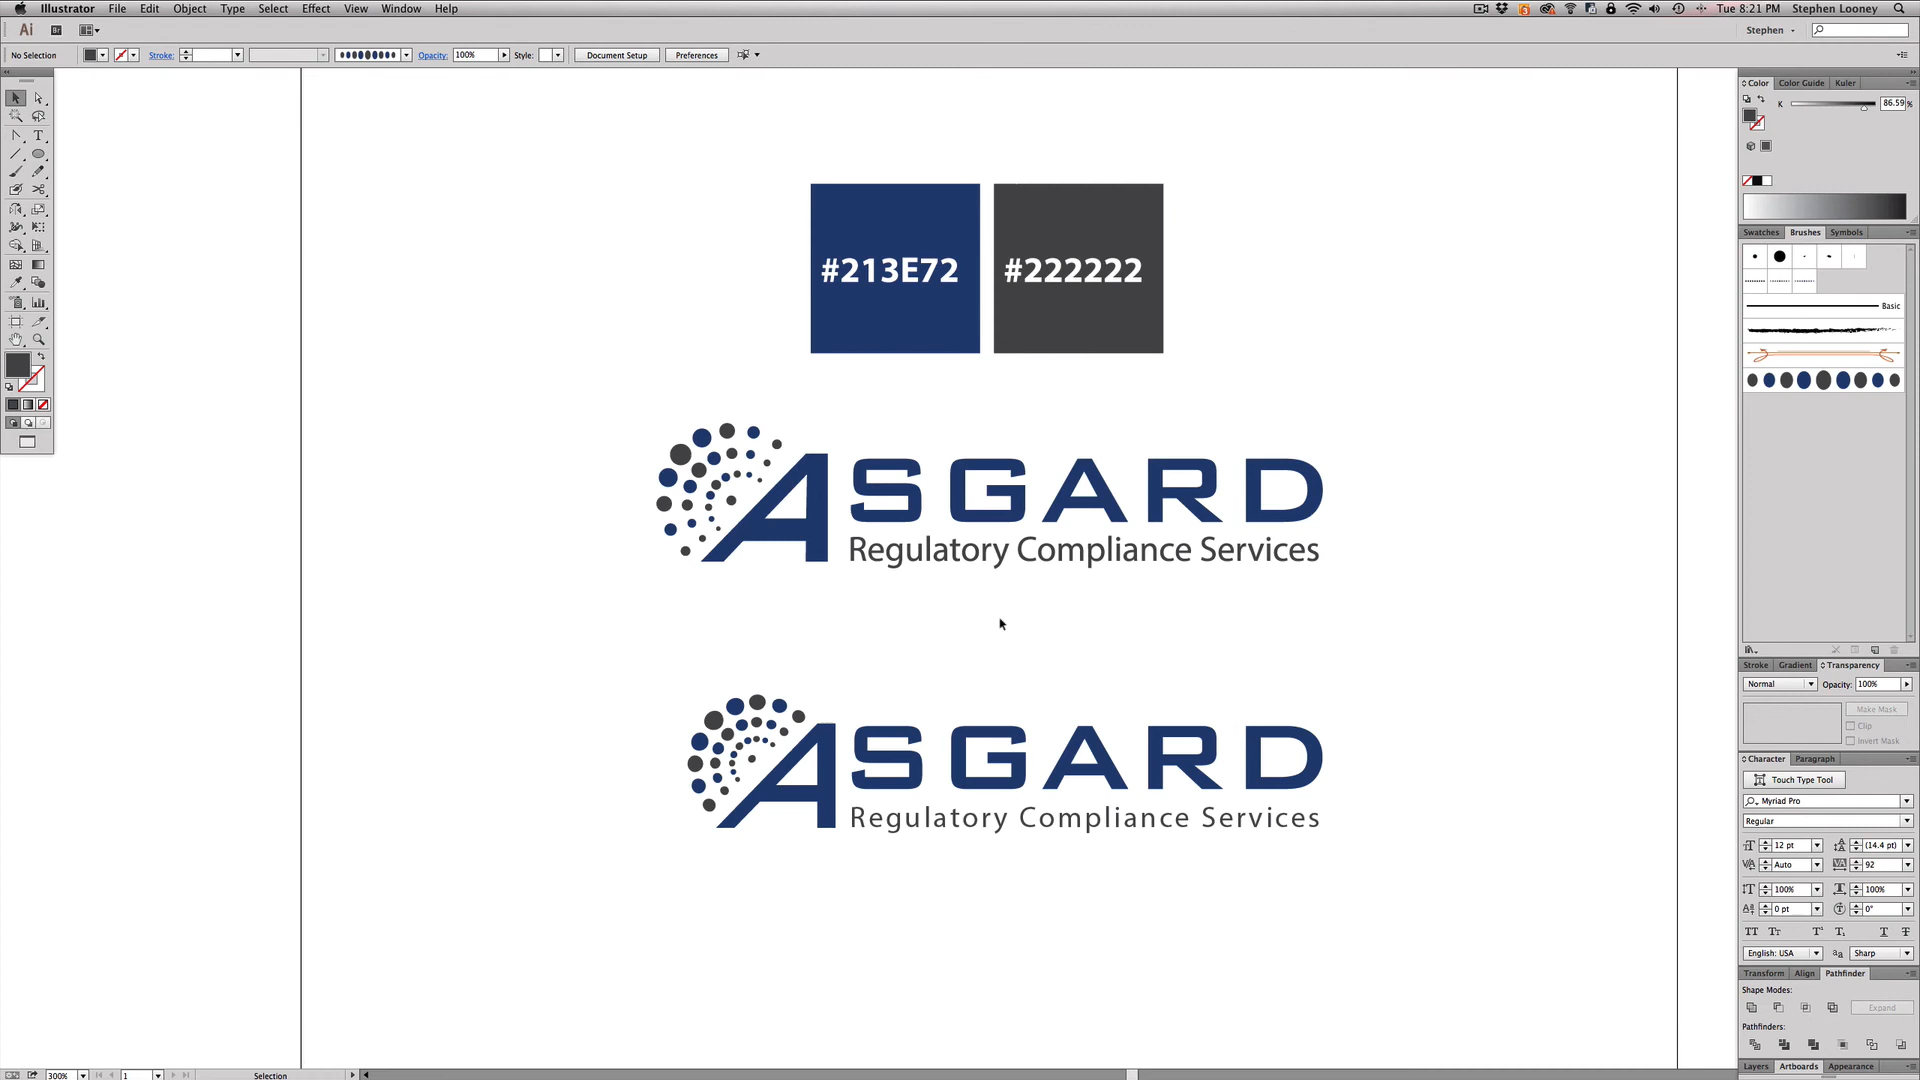 Illustrator File Edit Object Type Select Effect View Window Help
Tue 8:21 PM Stephen Looney
Ai Br
Stephen
No Selection Stroke: Opacity: 100% Style: Document Setup Preferences
Color Color Guide Kuler
K 86.59 %
#213E72 #222222
Swatches Brushes Symbols
Basic
ASGARD
Regulatory Compliance Services
ASGARD
Regulatory Compliance Services
Stroke Gradient Transparency
Normal Opacity: 100%
Make Mask
Clip
Invert Mask
Character Paragraph
Touch Type Tool
Myriad Pro
Regular
12 pt (14.4 pt)
Auto 92
100% 100%
0 pt 0°
English: USA Sharp
Transform Align Pathfinder
Shape Modes:
Expand
Pathfinders:
Layers Artboards Appearance
300% 1 Selection